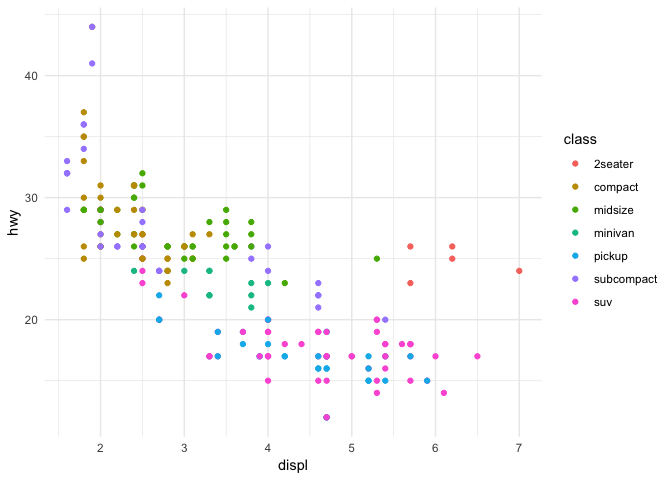 40
30
20
hwy
2 3 4 5 6 7
displ
class
2seater
compact
midsize
minivan
pickup
subcompact
suv